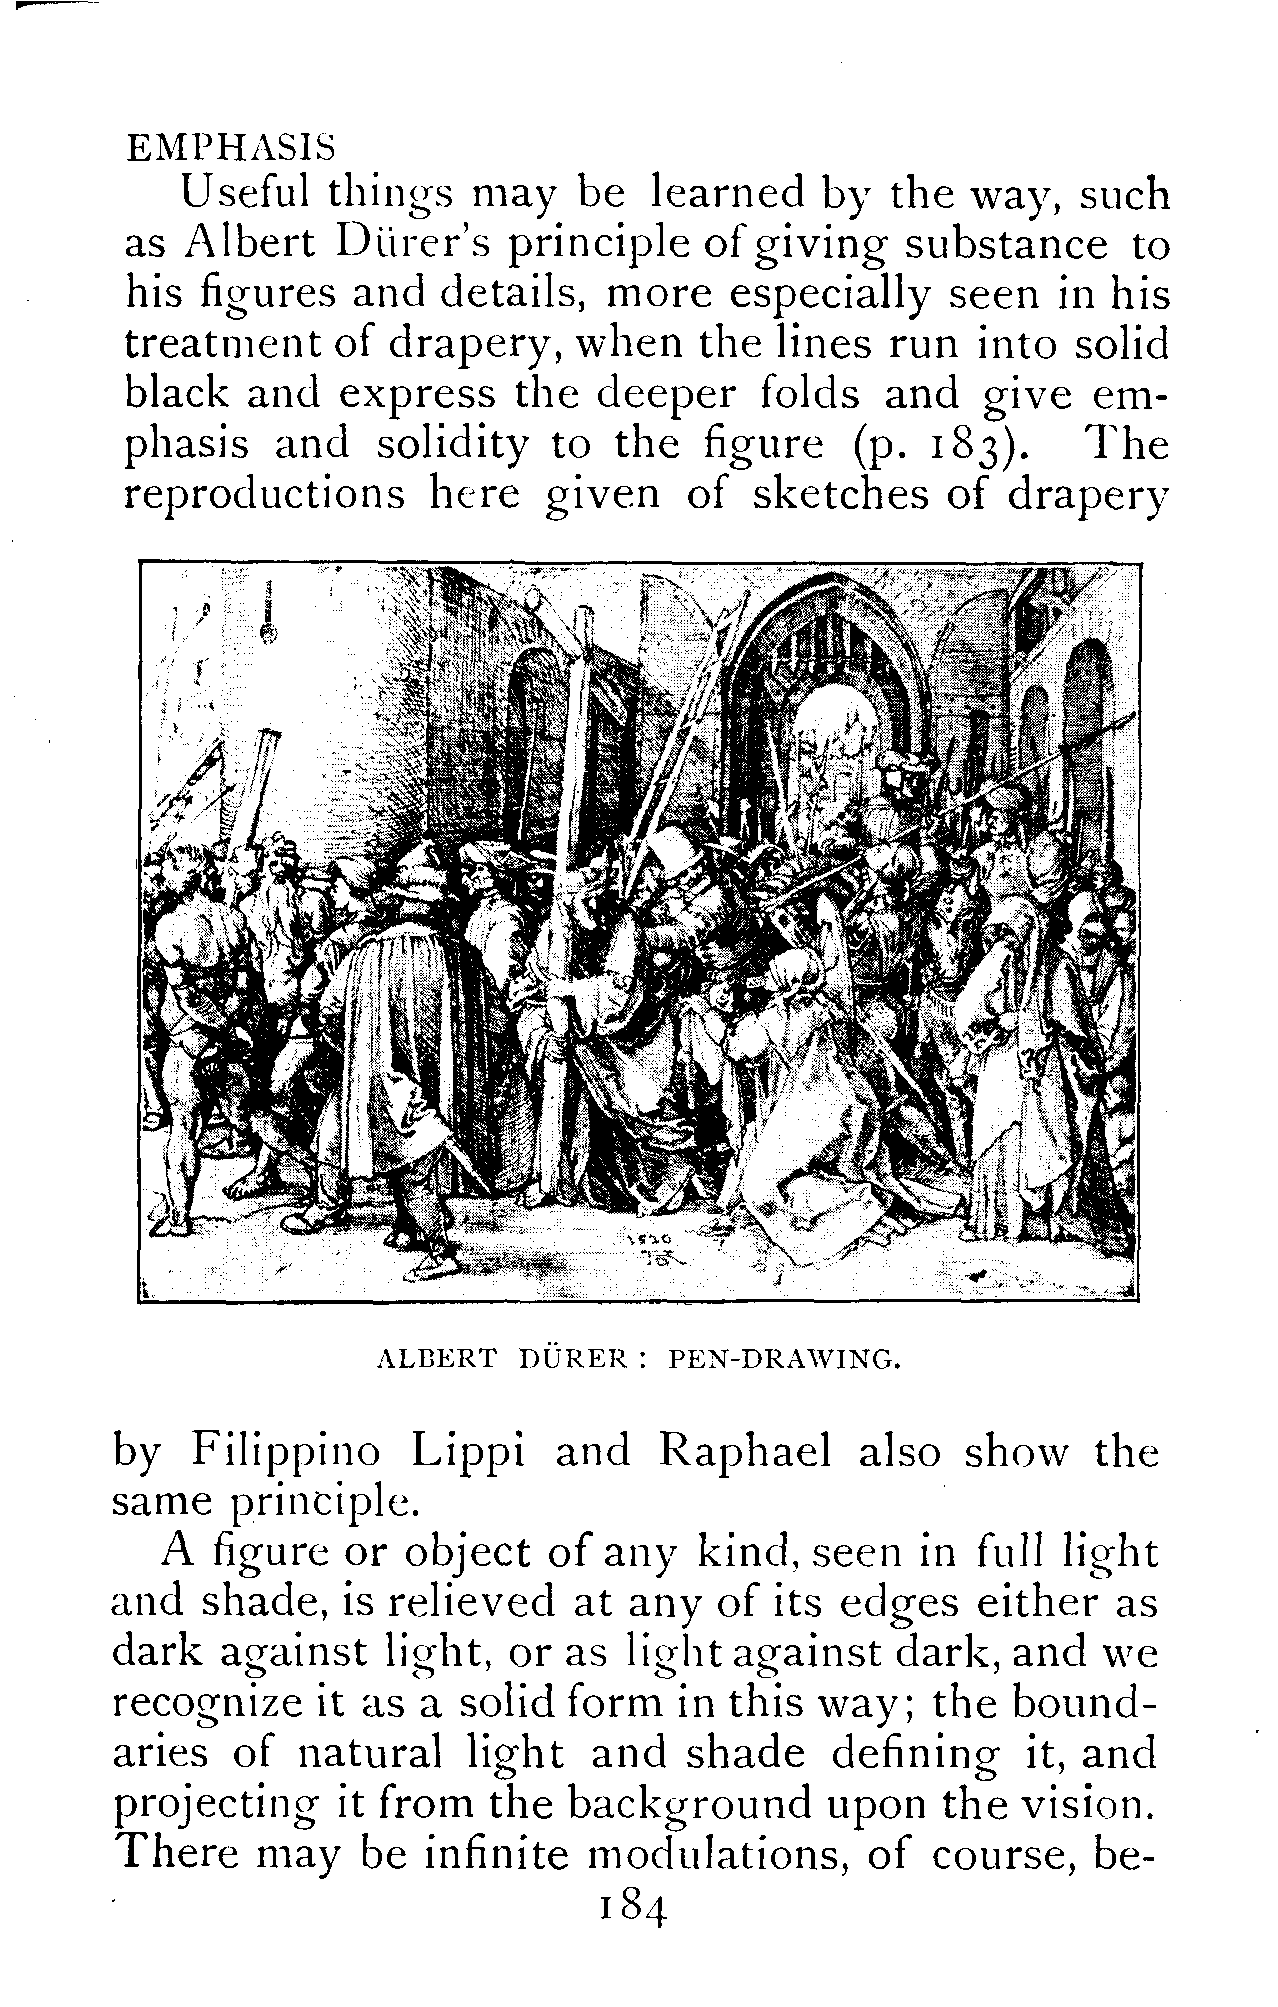 EMPHASIS
Useful things may be learned by the way, such
as Albert Dürer's principle of giving substance to
his figures and details, more especially seen in his
treatment of drapery, when the lines run into solid
black and express the deeper folds and give em-
phasis and solidity to the figure (p. 183). The
reproductions here given of sketches of drapery
1520
ALBERT DÜRER : PEN-DRAWING.
by Filippino Lippi and Raphael also show the
same principle.
A figure or object of any kind, seen in full light
and shade, is relieved at any of its edges either as
dark against light, or as light against dark, and we
recognize it as a solid form in this way; the bound-
aries of natural light and shade defining it, and
projecting it from the background upon the vision.
There may be infinite modulations, of course, be-
184